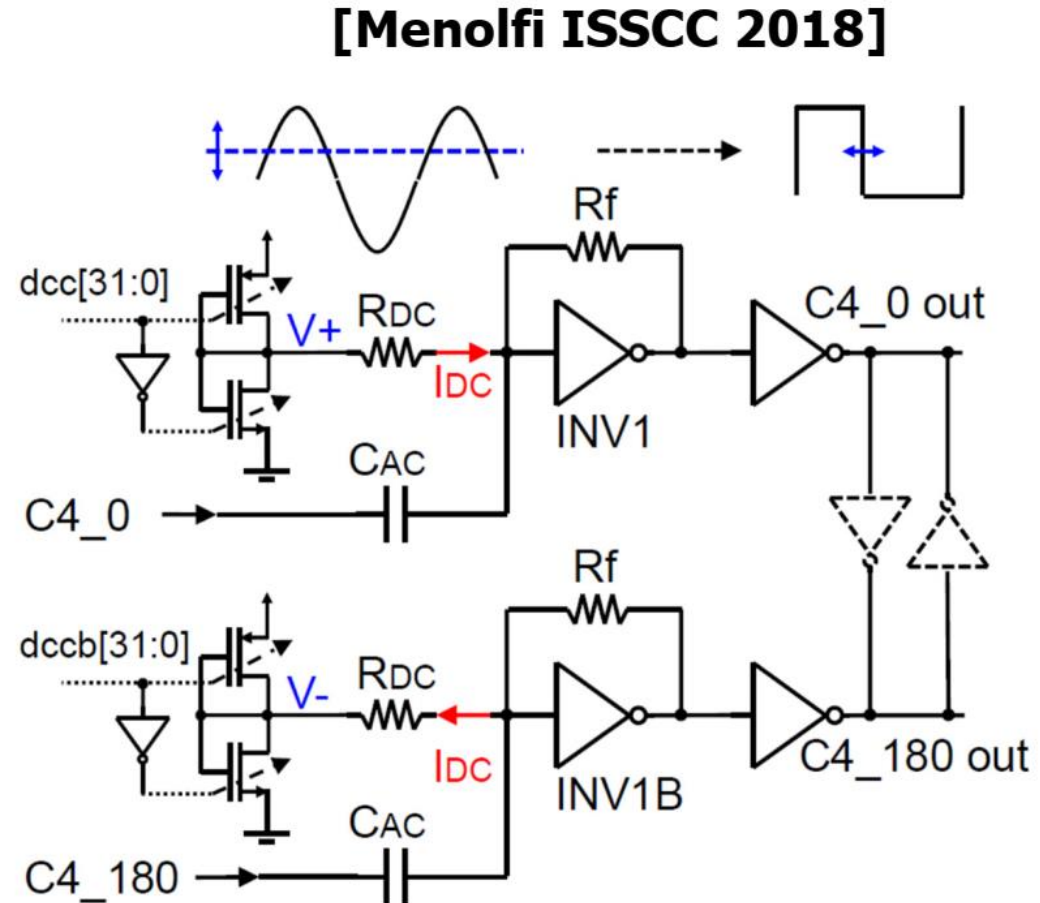 [Menolfi ISSCC 2018]
Rf
dcc[31:0]
V+
RDC
IDC
INV1
C4_0 out
CAC
C4_0
Rf
dccb[31:0]
V-
RDC
IDC
INV1B
C4_180 out
CAC
C4_180